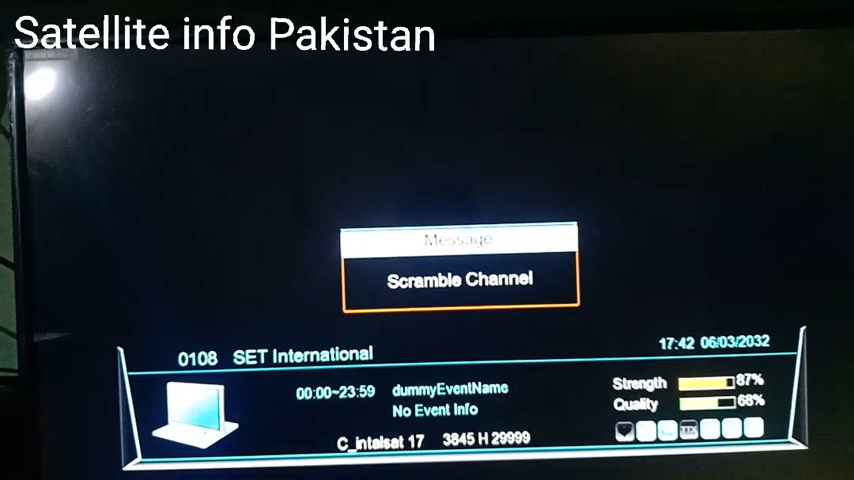 Satellite info Pakistan
Message
Scramble Channel
0108 SET International
17:42 06/03/2032
00:00~23:59 dummyEventName
No Event Info
Strength 87%
Quality 68%
C_intalsat 17 3845 H 29999